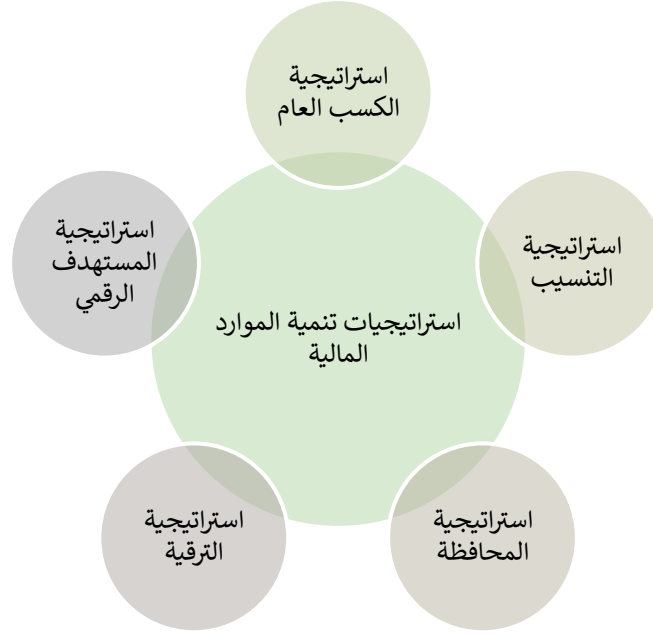 استراتيجية
الكسب العام
استراتيجية
التنسيب
استراتيجية
المحافظة
استراتيجية
الترقية
استراتيجية
المستهدف
الرقمي
استراتيجيات تنمية الموارد
المالية